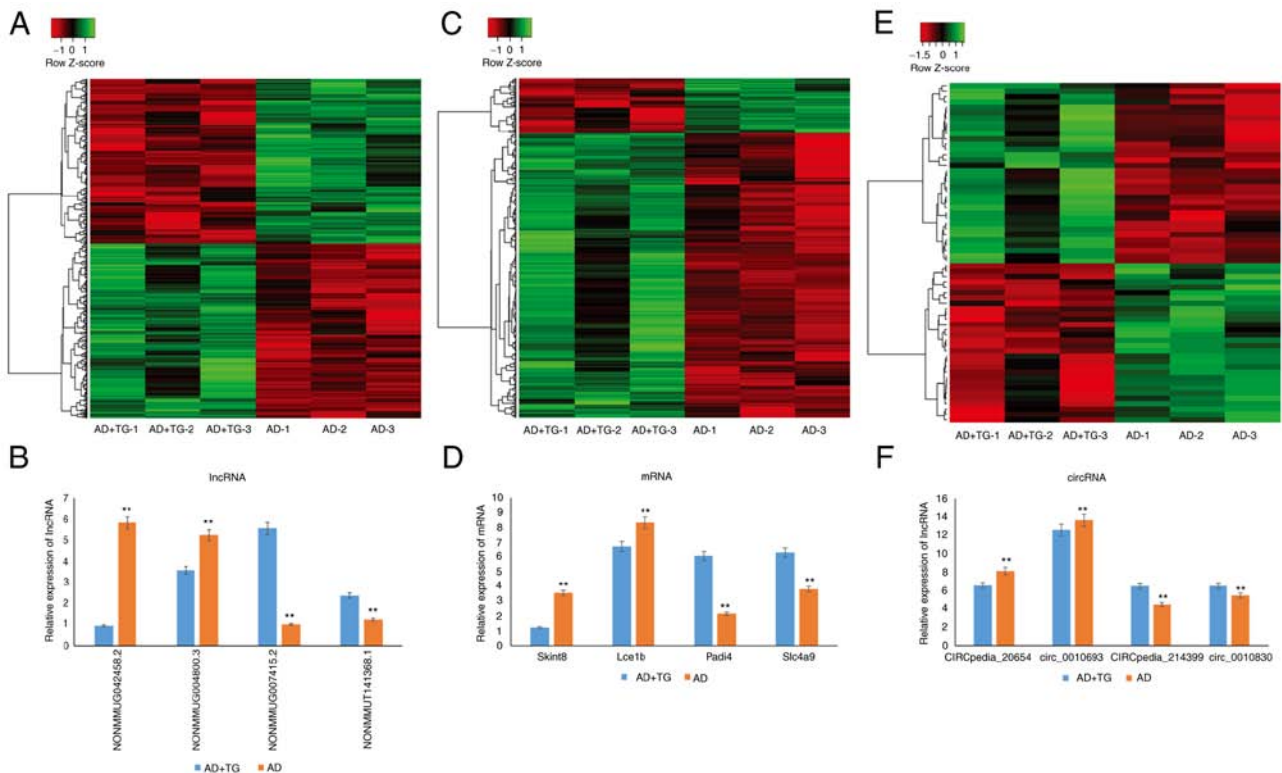 A
−1 0 1
Row Z-score
AD+TG-1 AD+TG-2 AD+TG-3 AD-1 AD-2 AD-3
C
−1 0 1
Row Z-score
AD+TG-1 AD+TG-2 AD+TG-3 AD-1 AD-2 AD-3
E
−1.5 0 1
Row Z-score
AD+TG-1 AD+TG-2 AD+TG-3 AD-1 AD-2 AD-3
B
lncRNA
Relative expression of lncRNA
7
6
5
4
3
2
1
0
**
**
**
**
NONMMUG042458.2
NONMMUG004800.3
NONMMUG007415.2
NONMMUT141368.1
AD+TG AD
D
mRNA
Relative expression of mRNA
10
9
8
7
6
5
4
3
2
1
0
**
**
**
**
Skint8 Lce1b Padi4 Slc4a9
AD+TG AD
F
circRNA
Relative expression of lncRNA
16
14
12
10
8
6
4
2
0
**
**
**
**
CIRCpedia_20654 circ_0010693 CIRCpedia_214399 circ_0010830
AD+TG AD